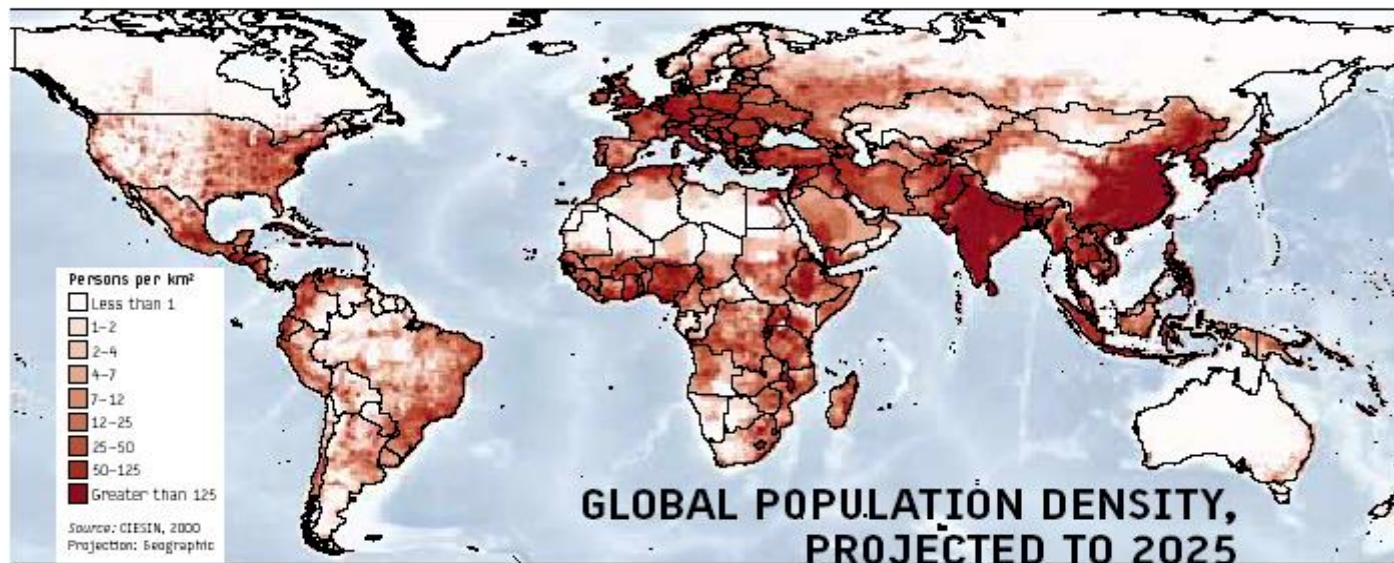 Persons per km²
Less than 1
1–2
2–4
4–7
7–12
12–25
25–50
50–125
Greater than 125
Source: CIESIN, 2000
Projection: Geographic
GLOBAL POPULATION DENSITY,
PROJECTED TO 2025